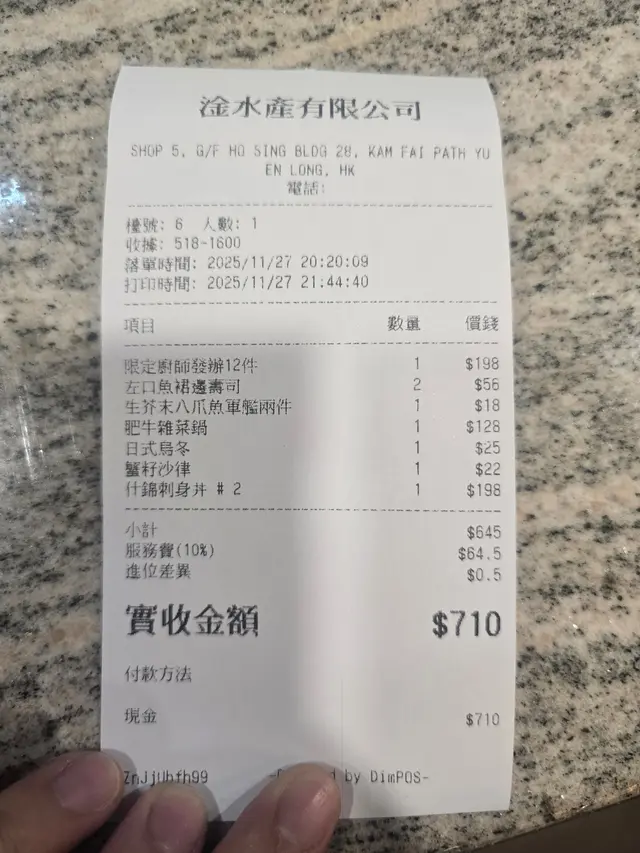 淦水產有限公司
SHOP 5, G/F HO SING BLDG 28, KAM FAI PATH YU
EN LONG, HK
電話:
檯號: 6 人數: 1
收據: 518-1600
落單時間: 2025/11/27 20:20:09
打印時間: 2025/11/27 21:44:40
項目 數量 價錢
限定廚師發辦12件 1 $198
左口魚裙邊壽司 2 $56
生芥末八爪魚軍艦兩件 1 $18
肥牛雜菜鍋 1 $128
日式烏冬 1 $25
蟹籽沙律 1 $22
什錦刺身丼 # 2 1 $198
小計 $645
服務費(10%) $64.5
進位差異 $0.5
實收金額 $710
付款方法
現金 $710
by DimPOS-